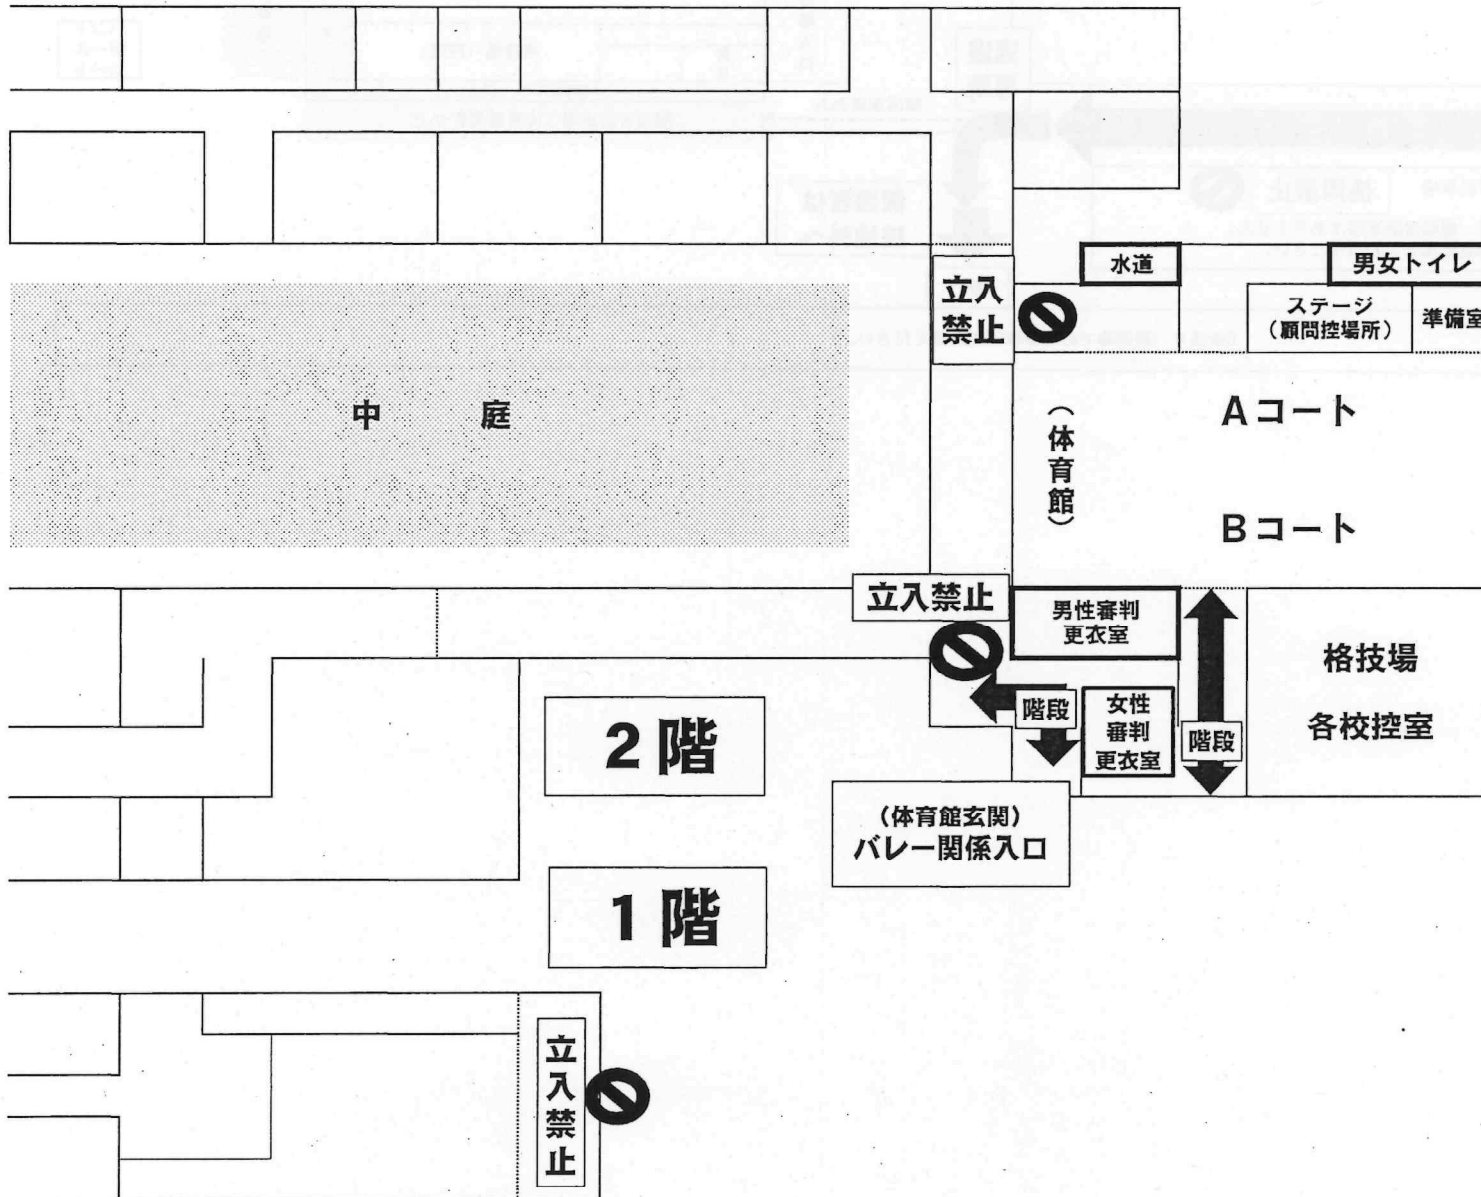 水道
男女トイレ
立入
禁止
ステージ
（顧問控場所）
準備室
中　庭
（体育館）
Aコート
Bコート
立入禁止
男性審判
更衣室
格技場
各校控室
階段
女性
審判
更衣室
階段
2階
（体育館玄関）
バレー関係入口
1階
立入禁止